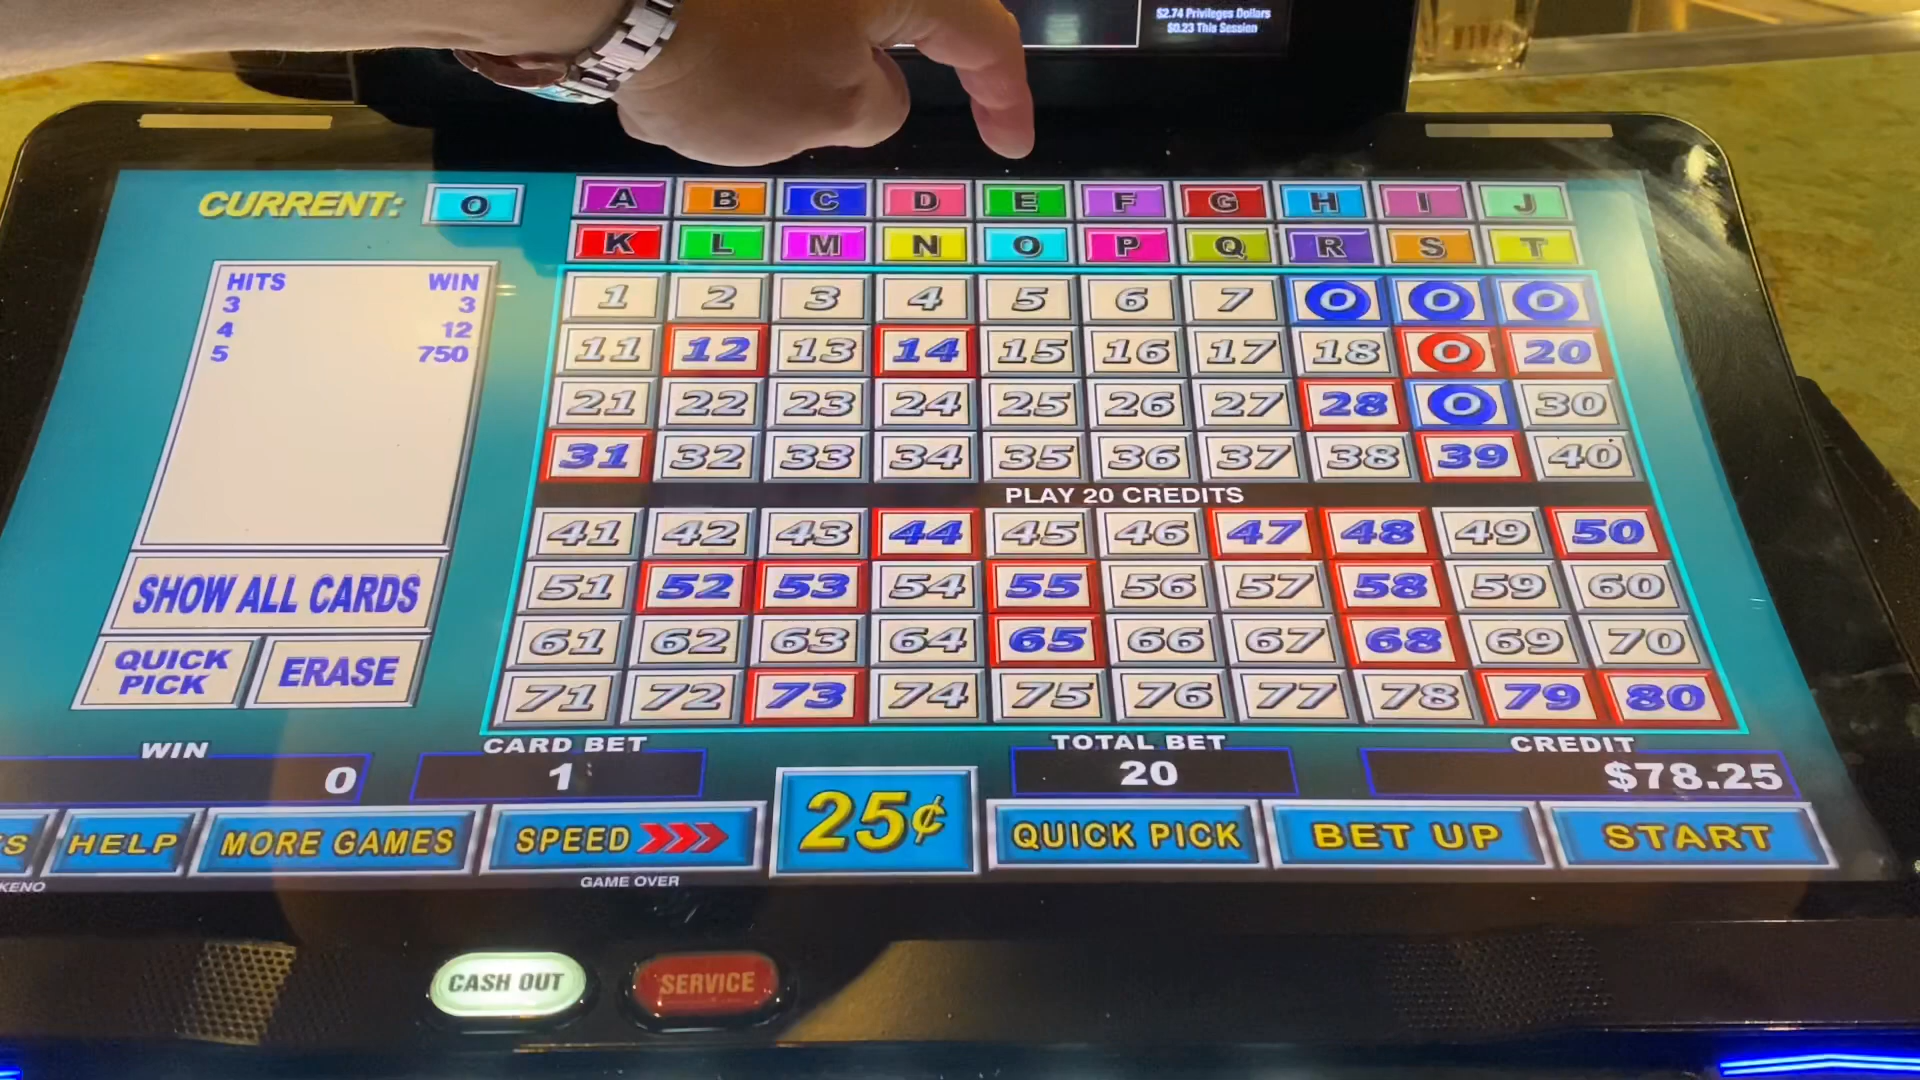 $2.74 Privileges Dollars
$0.23 This Session
CURRENT: O
A B C D E F G H I J
K L M N O P Q R S T
HITS WIN
3 3
4 12
5 750
1 2 3 4 5 6 7 O O O
11 12 13 14 15 16 17 18 O 20
21 22 23 24 25 26 27 28 O 30
31 32 33 34 35 36 37 38 39 40
PLAY 20 CREDITS
41 42 43 44 45 46 47 48 49 50
51 52 53 54 55 56 57 58 59 60
61 62 63 64 65 66 67 68 69 70
71 72 73 74 75 76 77 78 79 80
SHOW ALL CARDS
QUICK PICK
ERASE
WIN
0
CARD BET
1
25¢
TOTAL BET
20
CREDIT
$78.25
S
HELP
MORE GAMES
SPEED
QUICK PICK
BET UP
START
KENO
GAME OVER
CASH OUT
SERVICE